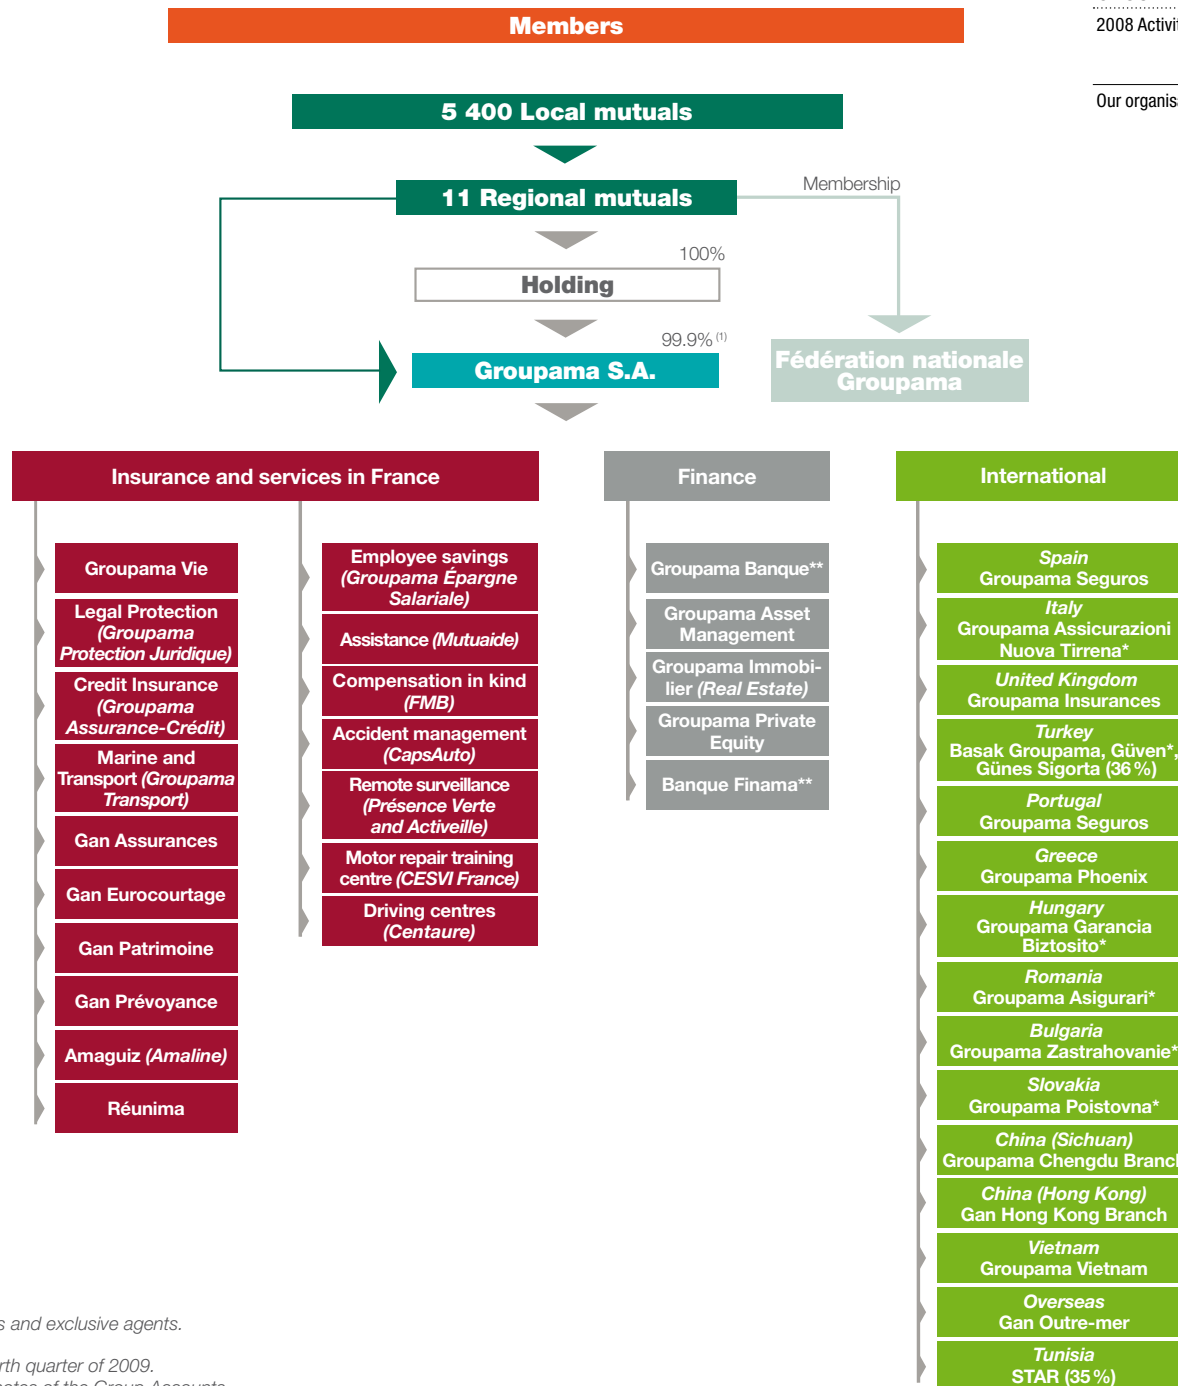 2008 Activit
Our organisa
Members
5 400 Local mutuals
11 Regional mutuals
Membership
100%
Holding
99.9% (1)
Groupama S.A.
Fédération nationale
Groupama
Insurance and services in France
Groupama Vie
Legal Protection
(Groupama
Protection Juridique)
Credit Insurance
(Groupama
Assurance-Crédit)
Marine and
Transport (Groupama
Transport)
Gan Assurances
Gan Eurocourtage
Gan Patrimoine
Gan Prévoyance
Amaguiz (Amaline)
Réunima
Employee savings
(Groupama Épargne
Salariale)
Assistance (Mutuaide)
Compensation in kind
(FMB)
Accident management
(CapsAuto)
Remote surveillance
(Présence Verte
and Activeille)
Motor repair training
centre (CESVI France)
Driving centres
(Centaure)
Finance
Groupama Banque**
Groupama Asset
Management
Groupama Immobi-
lier (Real Estate)
Groupama Private
Equity
Banque Finama**
International
Spain
Groupama Seguros
Italy
Groupama Assicurazioni
Nuova Tirrena*
United Kingdom
Groupama Insurances
Turkey
Basak Groupama, Güven*,
Günes Sigorta (36 %)
Portugal
Groupama Seguros
Greece
Groupama Phoenix
Hungary
Groupama Garancia
Biztosito*
Romania
Groupama Asigurari*
Bulgaria
Groupama Zastrahovanie*
Slovakia
Groupama Poistovna*
China (Sichuan)
Groupama Chengdu Branch
China (Hong Kong)
Gan Hong Kong Branch
Vietnam
Groupama Vietnam
Overseas
Gan Outre-mer
Tunisia
STAR (35 %)
s and exclusive agents.
rth quarter of 2009.